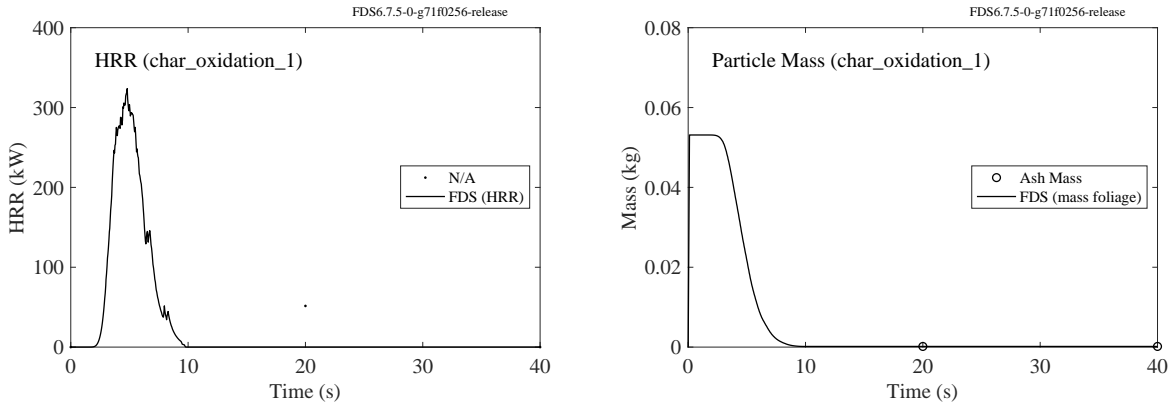 FDS6.7.5-0-g71f0256-release
HRR (char_oxidation_1)
400
300
200
100
0
HRR (kW)
N/A
FDS (HRR)
0 10 20 30 40
Time (s)
FDS6.7.5-0-g71f0256-release
Particle Mass (char_oxidation_1)
0.08
0.06
0.04
0.02
0
Mass (kg)
Ash Mass
FDS (mass foliage)
0 10 20 30 40
Time (s)